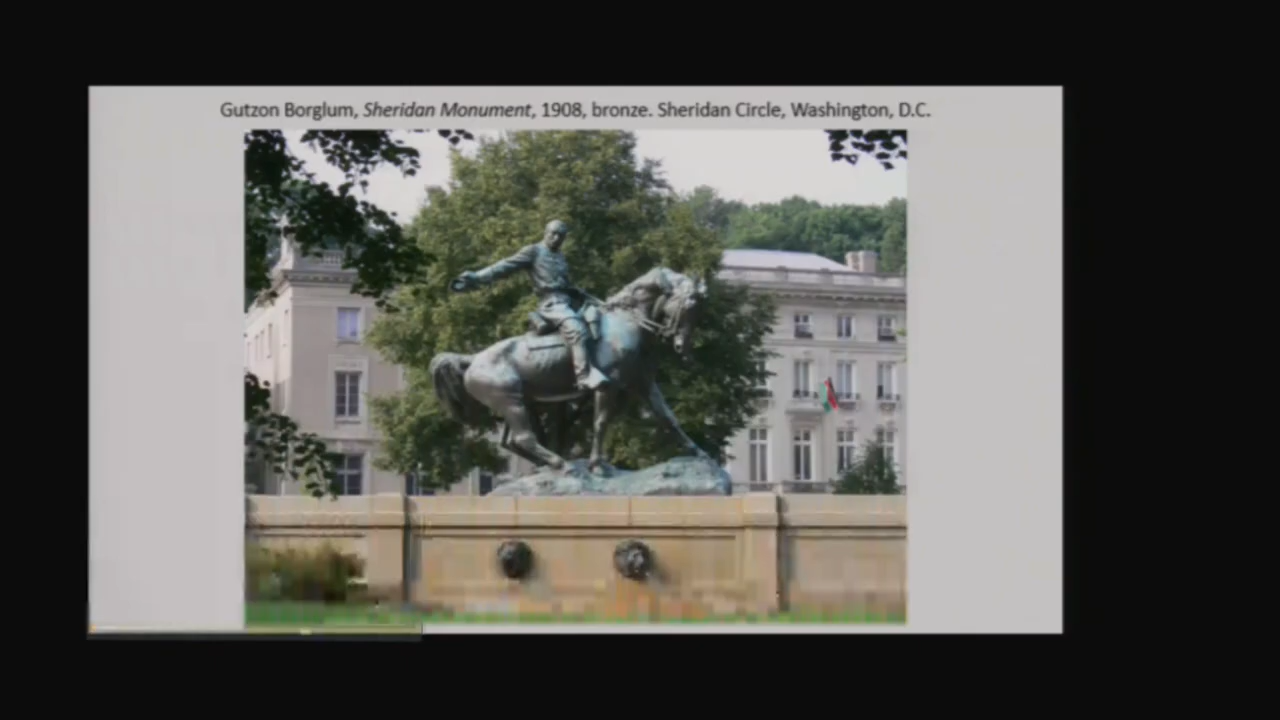 Gutzon Borglum, Sheridan Monument, 1908, bronze. Sheridan Circle, Washington, D.C.